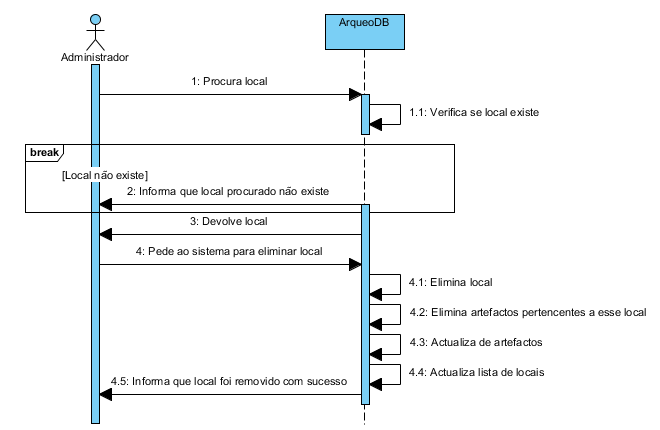 ArqueoDB
Administrador
1: Procura local
1.1: Verifica se local existe
break
[Local não existe]
2: Informa que local procurado não existe
3: Devolve local
4: Pede ao sistema para eliminar local
4.1: Elimina local
4.2: Elimina artefactos pertencentes a esse local
4.3: Actualiza de artefactos
4.4: Actualiza lista de locais
4.5: Informa que local foi removido com sucesso